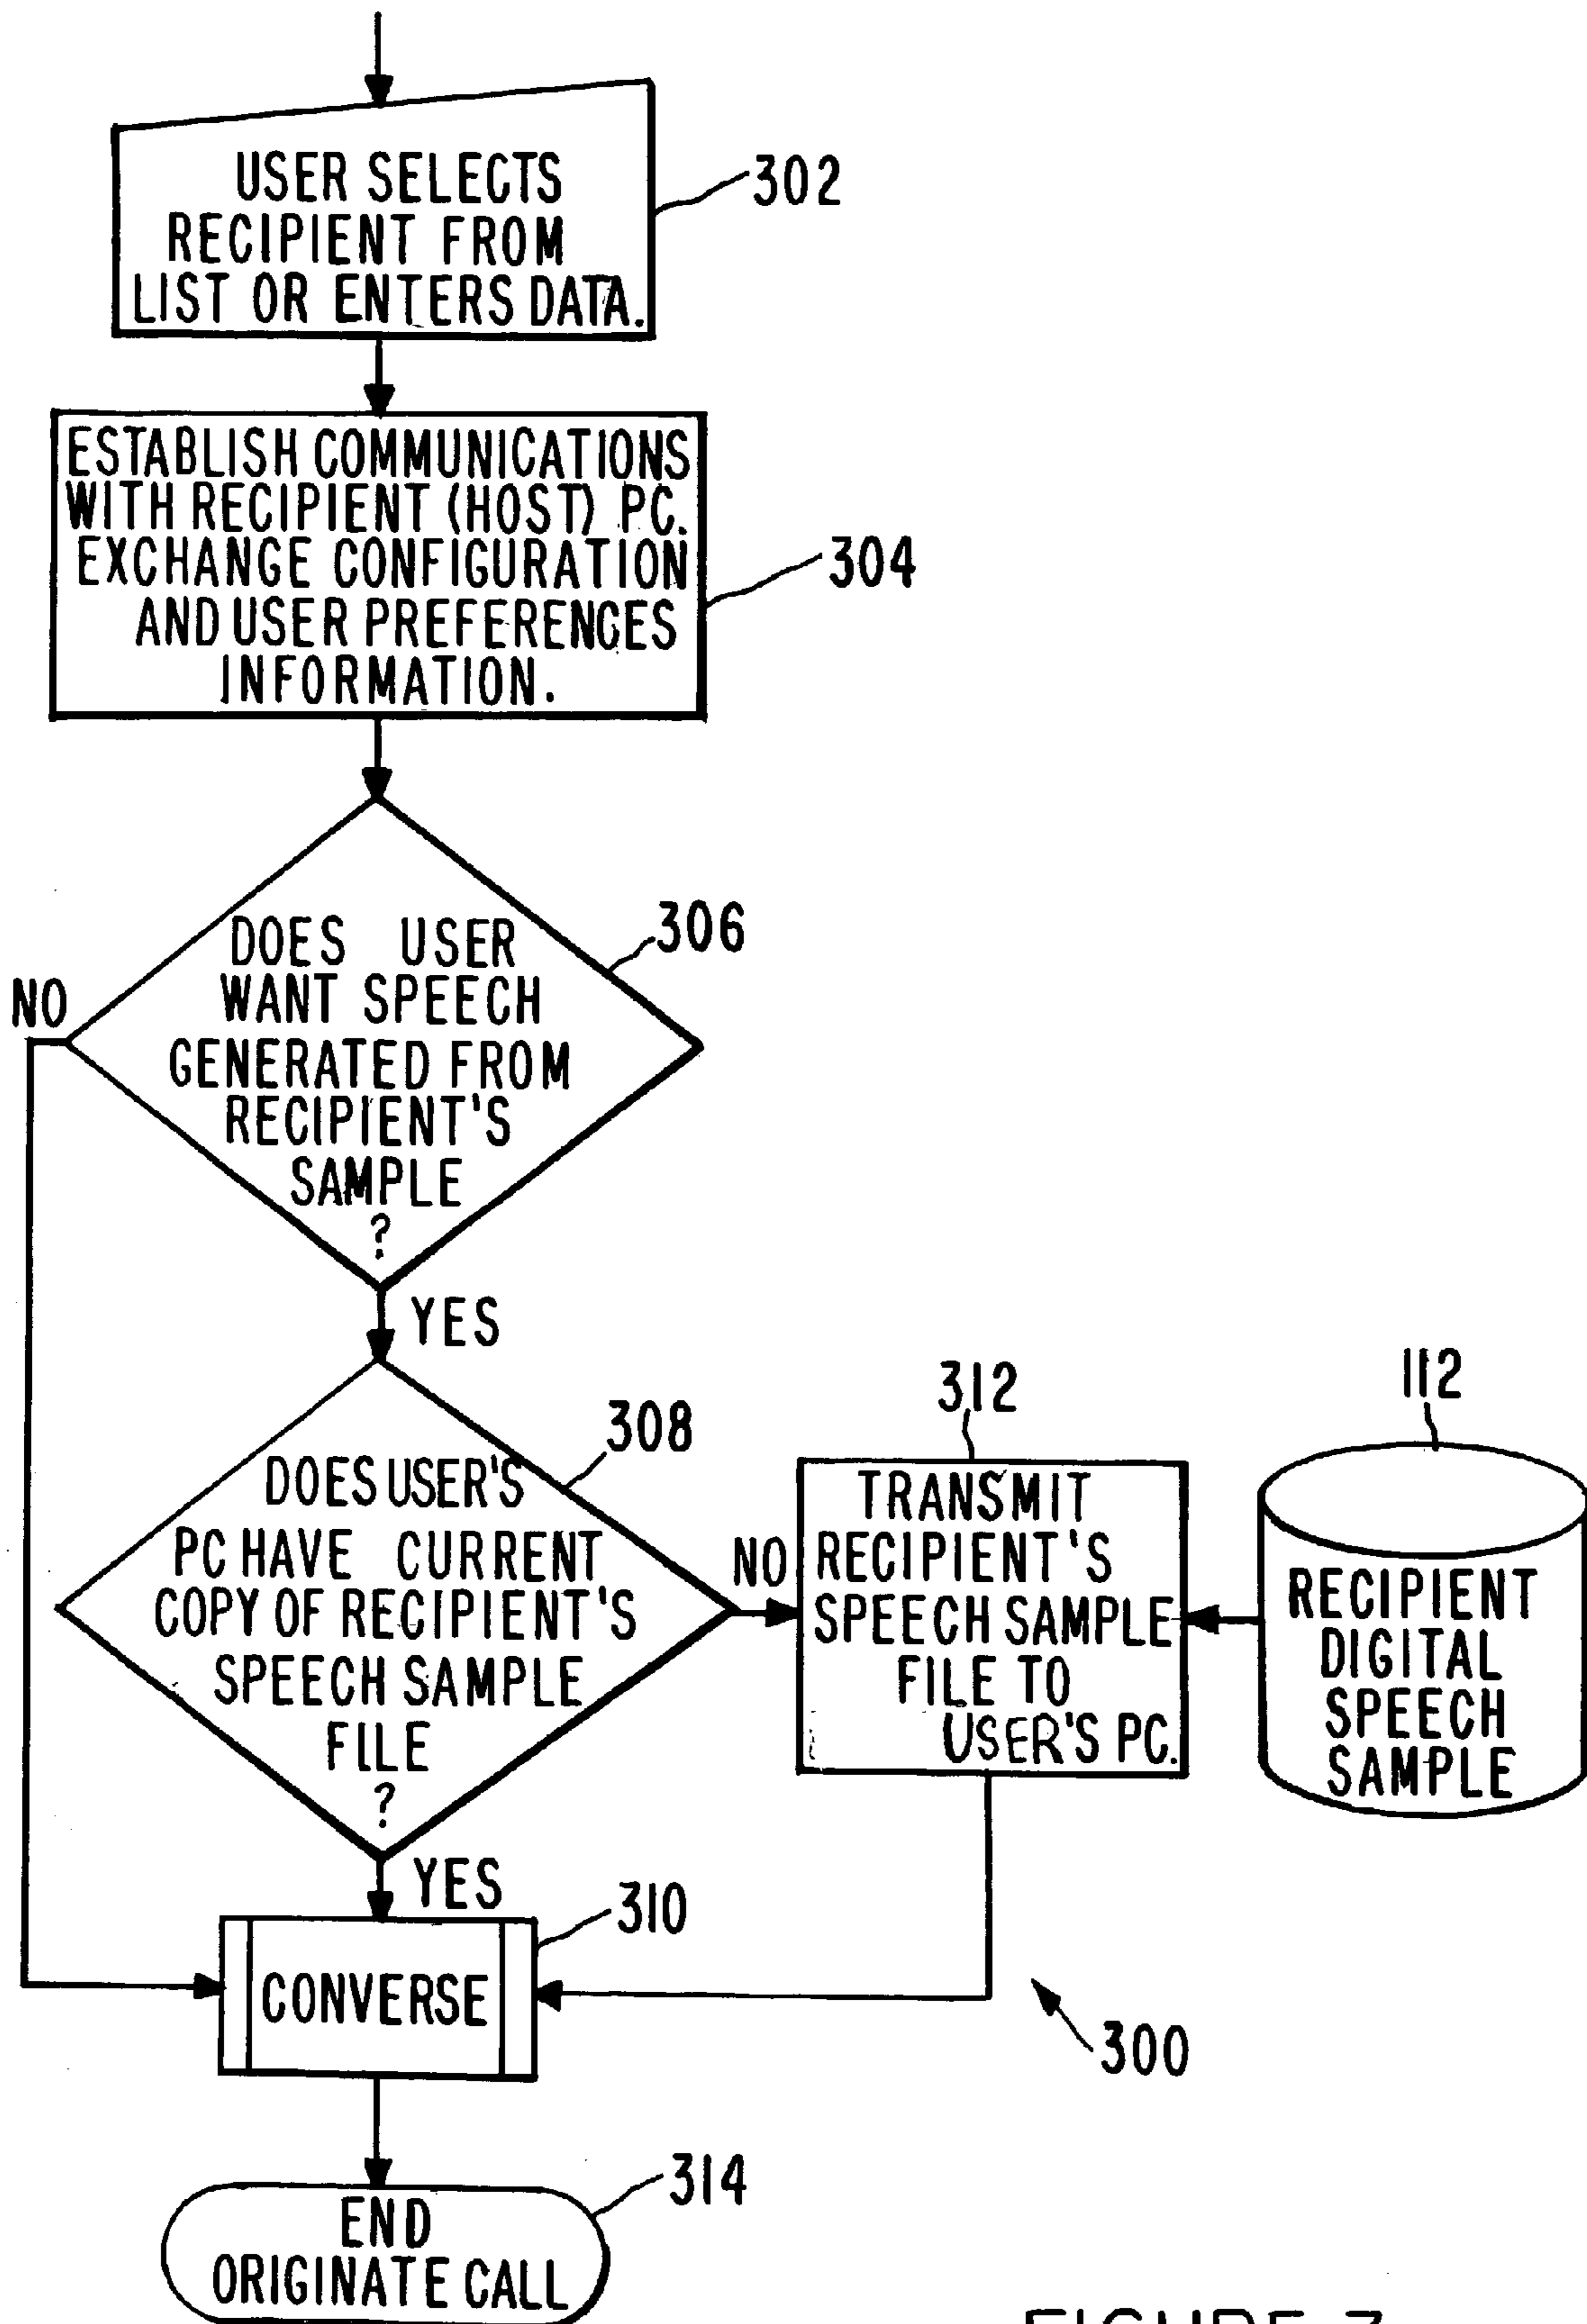 USER SELECTS
RECIPIENT FROM
LIST OR ENTERS DATA.
302
ESTABLISH COMMUNICATIONS
WITH RECIPIENT (HOST) PC.
EXCHANGE CONFIGURATION
AND USER PREFERENCES
INFORMATION.
304
DOES USER
WANT SPEECH
GENERATED FROM
RECIPIENT'S
SAMPLE
?
306
NO
YES
DOES USER'S
PC HAVE CURRENT
COPY OF RECIPIENT'S
SPEECH SAMPLE
FILE
?
308
NO
YES
312
TRANSMIT
RECIPIENT'S
SPEECH SAMPLE
FILE TO
USER'S PC.
112
RECIPIENT
DIGITAL
SPEECH
SAMPLE
CONVERSE
310
300
END
ORIGINATE CALL
314
FIGURE 3